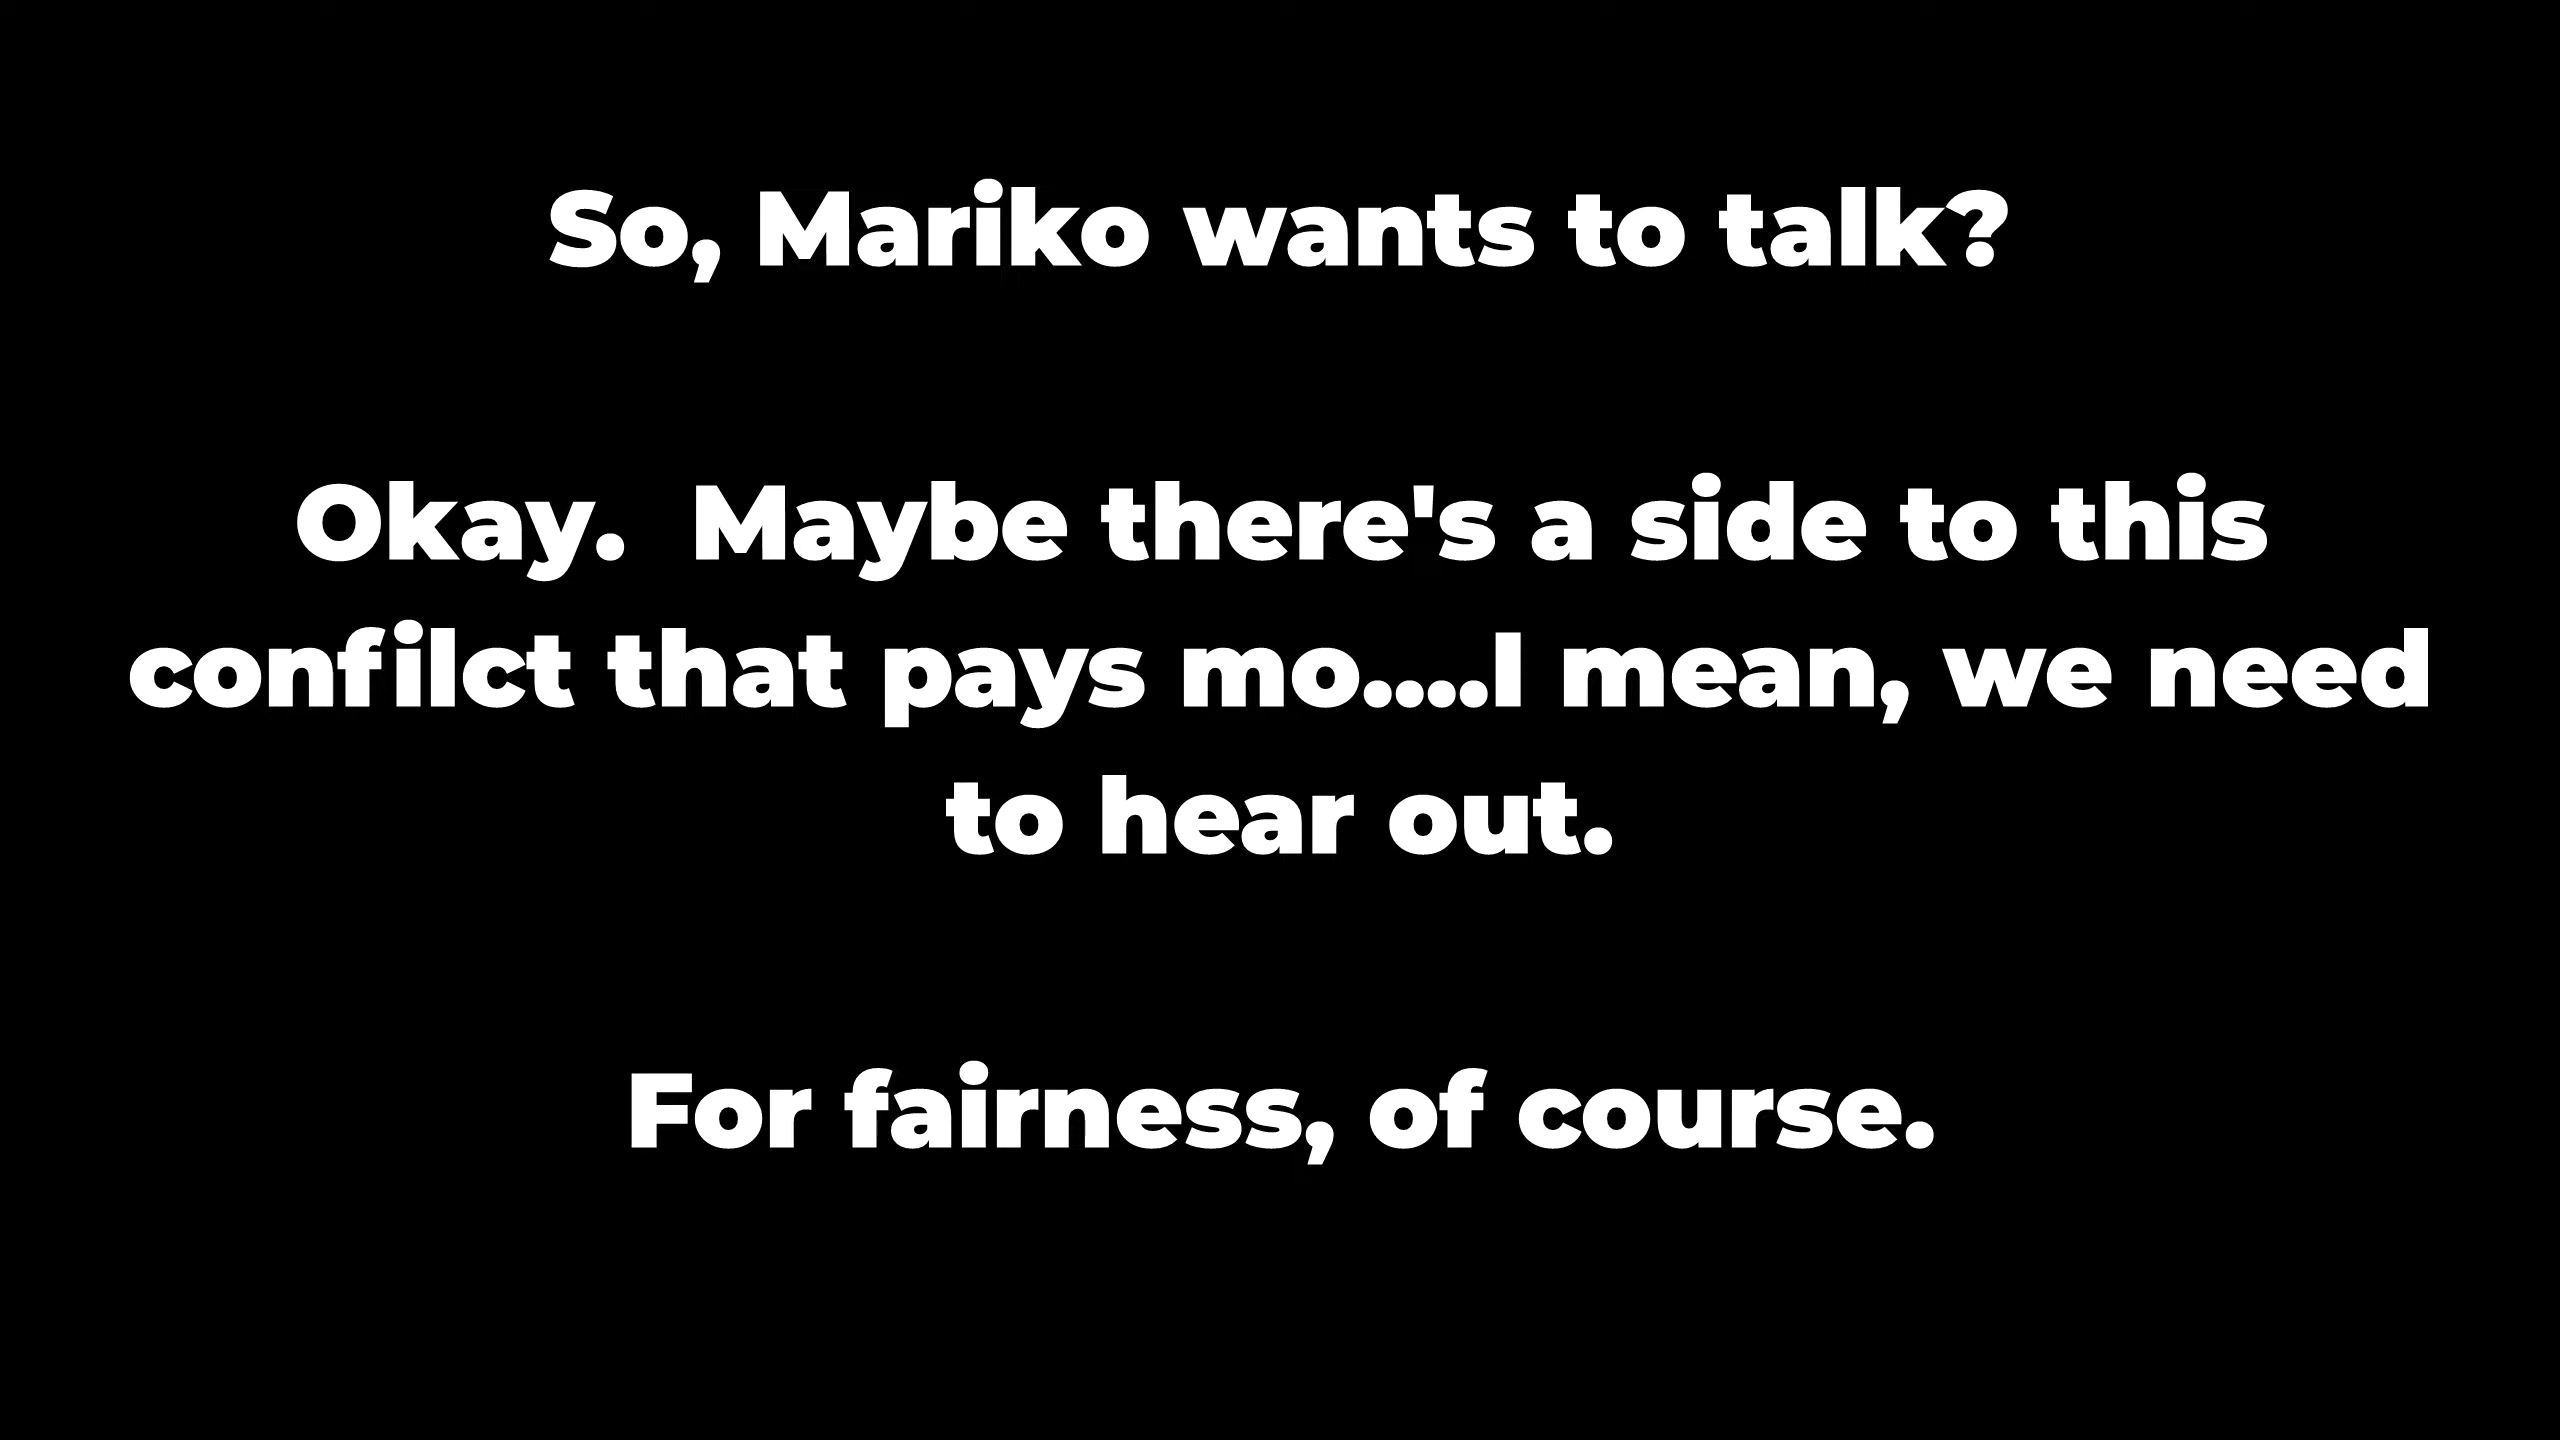 So, Mariko wants to talk?
Okay.  Maybe there's a side to this
confilct that pays mo....I mean, we need
to hear out.
For fairness, of course.